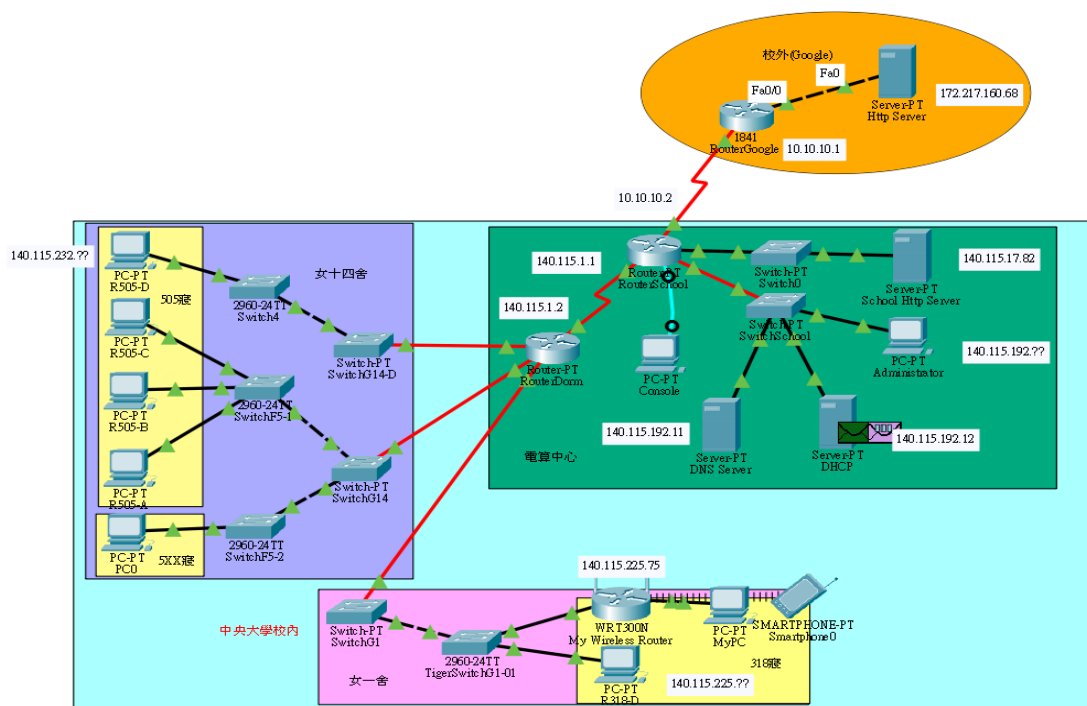 校外(Google)
Fa0
Fa0/0
Server-PT
Http Server
172.217.160.68
1841
RouterGoogle
10.10.10.1
10.10.10.2
140.115.232.??
PC-PT
R505-D
505寢
女十四舍
2960-24TT
Switch4
PC-PT
R505-C
Switch-PT
SwitchG14-D
PC-PT
R505-B
2960-24TT
SwitchF5-1
PC-PT
R505-A
Switch-PT
SwitchG14
PC-PT
PC0
5XX寢
2960-24TT
SwitchF5-2
140.115.1.1
Router-PT
RouterSchool
Switch-PT
Switch0
Server-PT
School Http Server
140.115.17.82
140.115.1.2
Router-PT
RouterDorm
Switch-PT
SwitchSchool
PC-PT
Console
PC-PT
Administrator
140.115.192.??
140.115.192.11
Server-PT
DNS Server
Server-PT
DHCP
140.115.192.12
電算中心
140.115.225.75
中央大學校內
Switch-PT
SwitchG1
女一舍
2960-24TT
TigerSwitchG1-01
WRT300N
My Wireless Router
PC-PT
MyPC
SMARTPHONE-PT
Smartphone0
318寢
PC-PT
R318-D
140.115.225.??